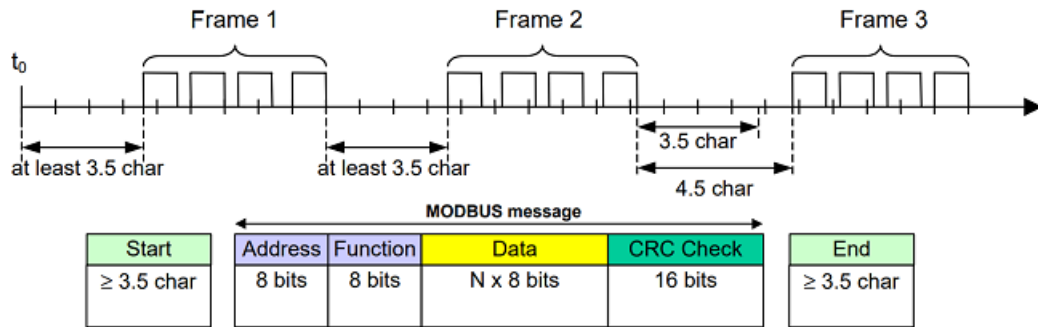 Frame 1 Frame 2 Frame 3
t0
at least 3.5 char at least 3.5 char 3.5 char
4.5 char
MODBUS message
Start Address Function Data CRC Check End
≥ 3.5 char 8 bits 8 bits N x 8 bits 16 bits ≥ 3.5 char